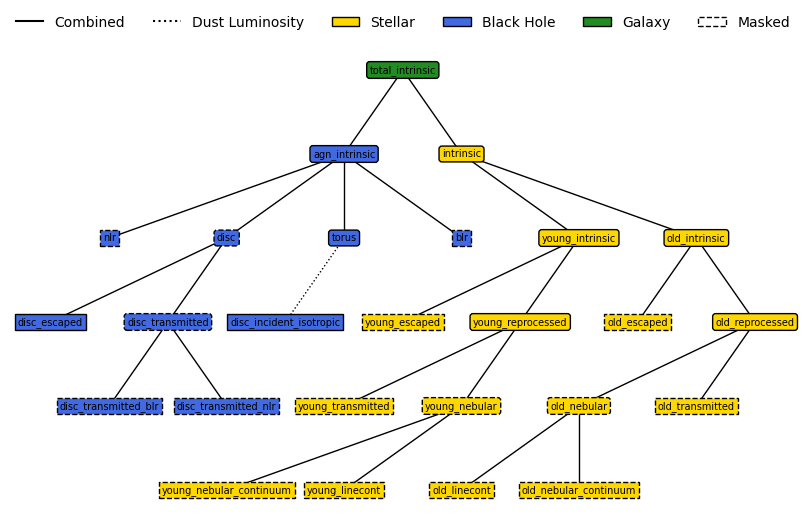 Combined Dust Luminosity Stellar Black Hole Galaxy Masked
total_intrinsic
agn_intrinsic intrinsic
nlr disc torus blr young_intrinsic old_intrinsic
disc_escaped disc_transmitted disc_incident_isotropic young_escaped young_reprocessed old_escaped old_reprocessed
disc_transmitted_blr disc_transmitted_nlr young_transmitted young_nebular old_nebular old_transmitted
young_nebular_continuum young_linecont old_linecont old_nebular_continuum